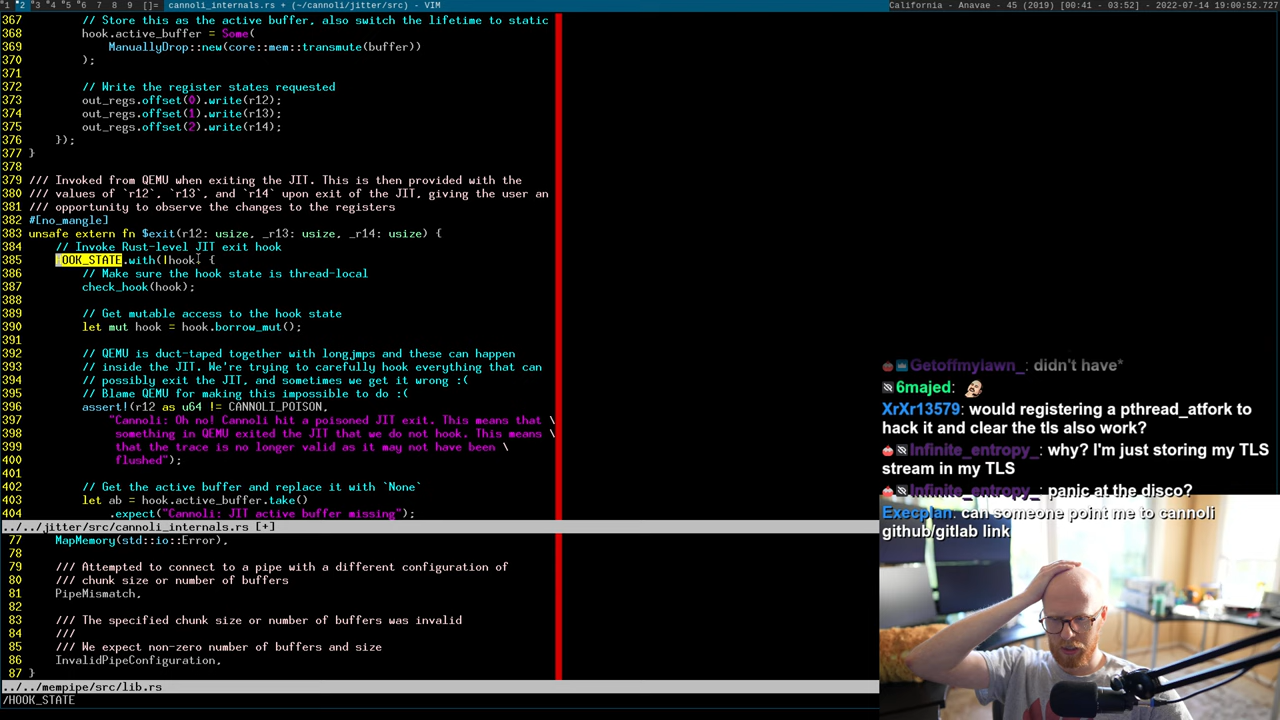 °1 °2 °3 °4 °5 °6 7 8 9 []= cannoli_internals.rs + (~/cannoli/jitter/src) - VIM
California - Anavae - 45 (2019) [00:41 - 03:52] - 2022-07-14 19:00:52.727
367 // Store this as the active buffer, also switch the lifetime to static
368 hook.active_buffer = Some(
369 ManuallyDrop::new(core::mem::transmute(buffer))
370 );
371
372 // Write the register states requested
373 out_regs.offset(0).write(r12);
374 out_regs.offset(1).write(r13);
375 out_regs.offset(2).write(r14);
376 });
377 }
378
379 /// Invoked from QEMU when exiting the JIT. This is then provided with the
380 /// values of `r12`, `r13`, and `r14` upon exit of the JIT, giving the user an
381 /// opportunity to observe the changes to the registers
382 #[no_mangle]
383 unsafe extern fn $exit(r12: usize, _r13: usize, _r14: usize) {
384 // Invoke Rust-level JIT exit hook
385 HOOK_STATE.with(|hook| {
386 // Make sure the hook state is thread-local
387 check_hook(hook);
388
389 // Get mutable access to the hook state
390 let mut hook = hook.borrow_mut();
391
392 // QEMU is duct-taped together with longjmps and these can happen
393 // inside the JIT. We're trying to carefully hook everything that can
394 // possibly exit the JIT, and sometimes we get it wrong :(
395 // Blame QEMU for making this impossible to do :(
396 assert!(r12 as u64 != CANNOLI_POISON,
397 "Cannoli: Oh no! Cannoli hit a poisoned JIT exit. This means that \
398 something in QEMU exited the JIT that we do not hook. This means \
399 that the trace is no longer valid as it may not have been \
400 flushed");
401
402 // Get the active buffer and replace it with `None`
403 let ab = hook.active_buffer.take()
404 .expect("Cannoli: JIT active buffer missing");
../../jitter/src/cannoli_internals.rs [+]
77 MapMemory(std::io::Error),
78
79 /// Attempted to connect to a pipe with a different configuration of
80 /// chunk size or number of buffers
81 PipeMismatch,
82
83 /// The specified chunk size or number of buffers was invalid
84 ///
85 /// We expect non-zero number of buffers and size
86 InvalidPipeConfiguration,
87 }
../../mempipe/src/lib.rs
/HOOK_STATE
Getoffmylawn_: didn't have*
6majed:
XrXr13579: would registering a pthread_atfork to
hack it and clear the tls also work?
Infinite_entropy_: why? I'm just storing my TLS
stream in my TLS
Infinite_entropy_: panic at the disco?
Execplan: can someone point me to cannoli
github/gitlab link